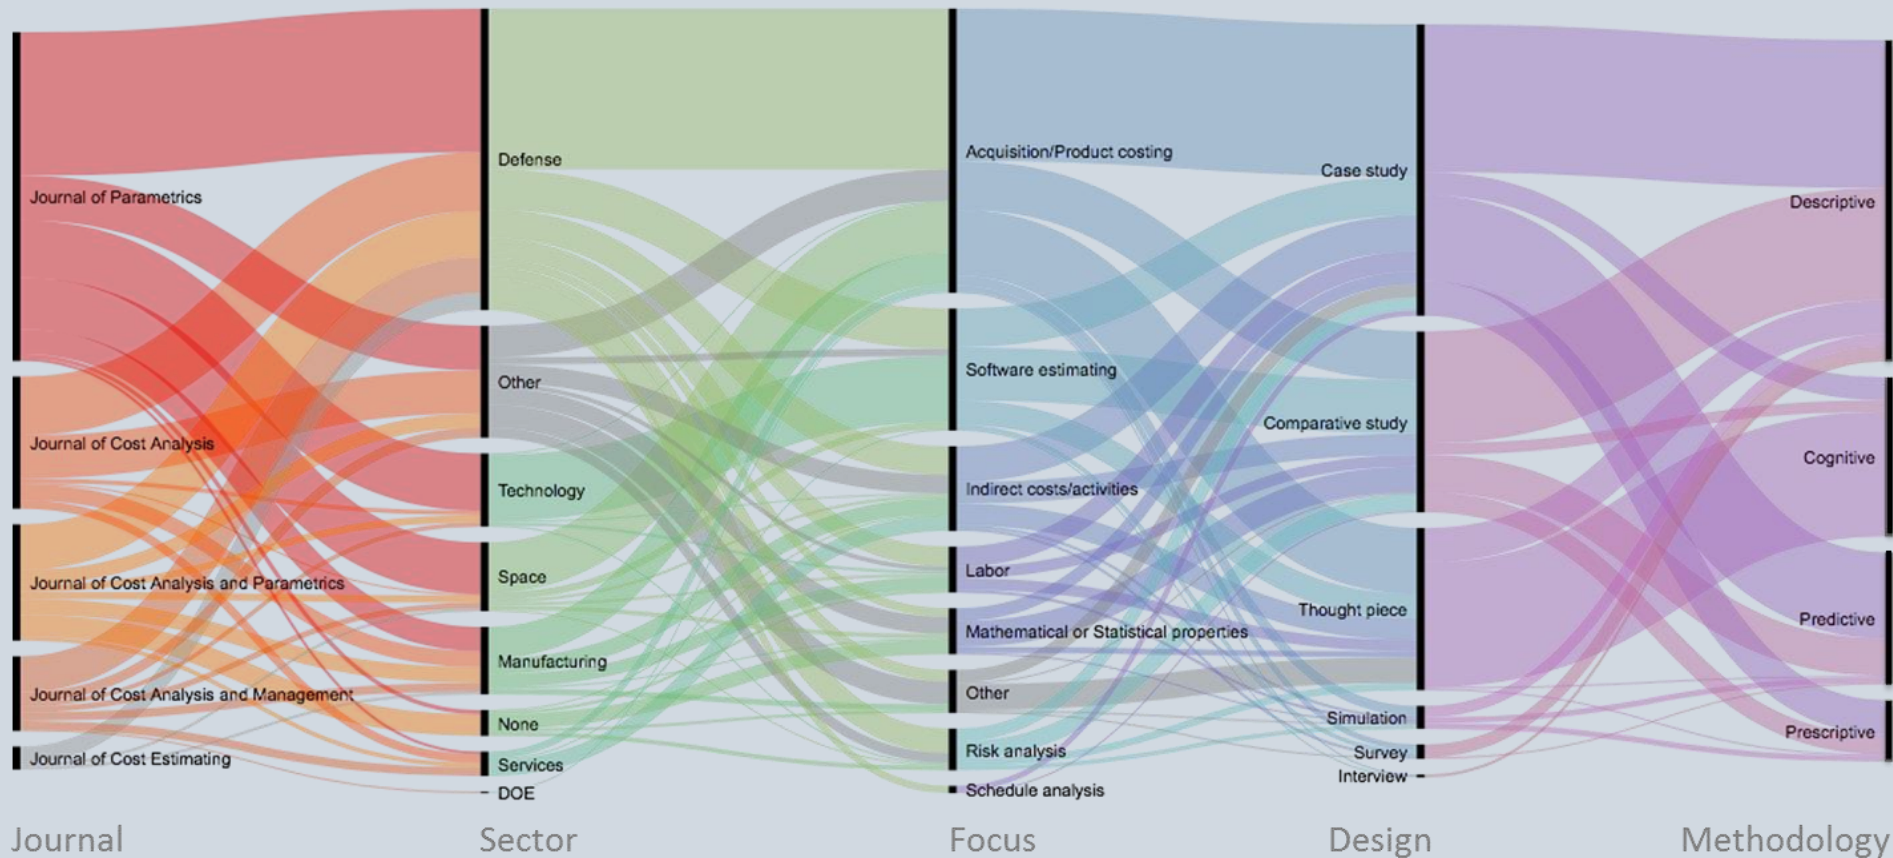 Journal of Parametrics
Journal of Cost Analysis
Journal of Cost Analysis and Parametrics
Journal of Cost Analysis and Management
Journal of Cost Estimating
Defense
Other
Technology
Space
Manufacturing
None
Services
DOE
Acquisition/Product costing
Software estimating
Indirect costs/activities
Labor
Mathematical or Statistical properties
Other
Risk analysis
Schedule analysis
Case study
Comparative study
Thought piece
Simulation
Survey
Interview
Descriptive
Cognitive
Predictive
Prescriptive
Journal
Sector
Focus
Design
Methodology